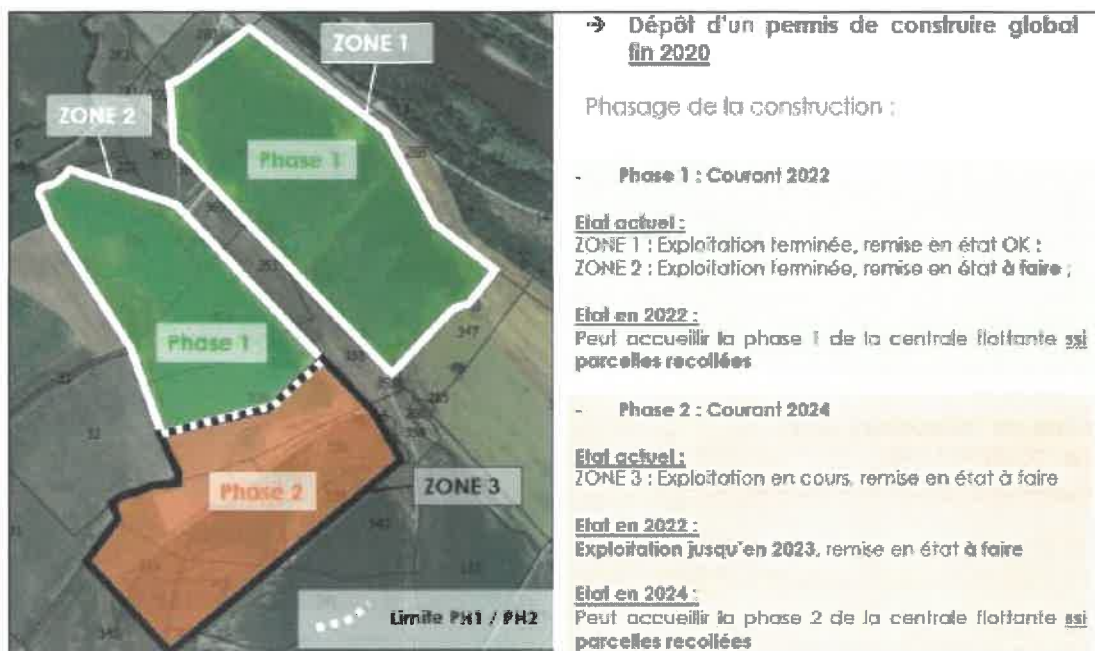 ZONE 1
ZONE 2
Phase 1
Phase 1
Phase 2
ZONE 3
Limite PH1 / PH2
→ Dépôt d'un permis de construire global
fin 2020
Phasage de la construction :
- Phase 1 : Courant 2022
Etat actuel :
ZONE 1 : Exploitation terminée, remise en état OK ;
ZONE 2 : Exploitation terminée, remise en état à faire ;
Etat en 2022 :
Peut accueillir la phase 1 de la centrale flottante ssi
parcelles recollées
- Phase 2 : Courant 2024
Etat actuel :
ZONE 3 : Exploitation en cours, remise en état à faire
Etat en 2022 :
Exploitation jusqu'en 2023, remise en état à faire
Etat en 2024 :
Peut accueillir la phase 2 de la centrale flottante ssi
parcelles recollées